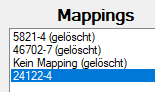 Mappings
5821-4 (gelöscht)
46702-7 (gelöscht)
Kein Mapping (gelöscht)
24122-4